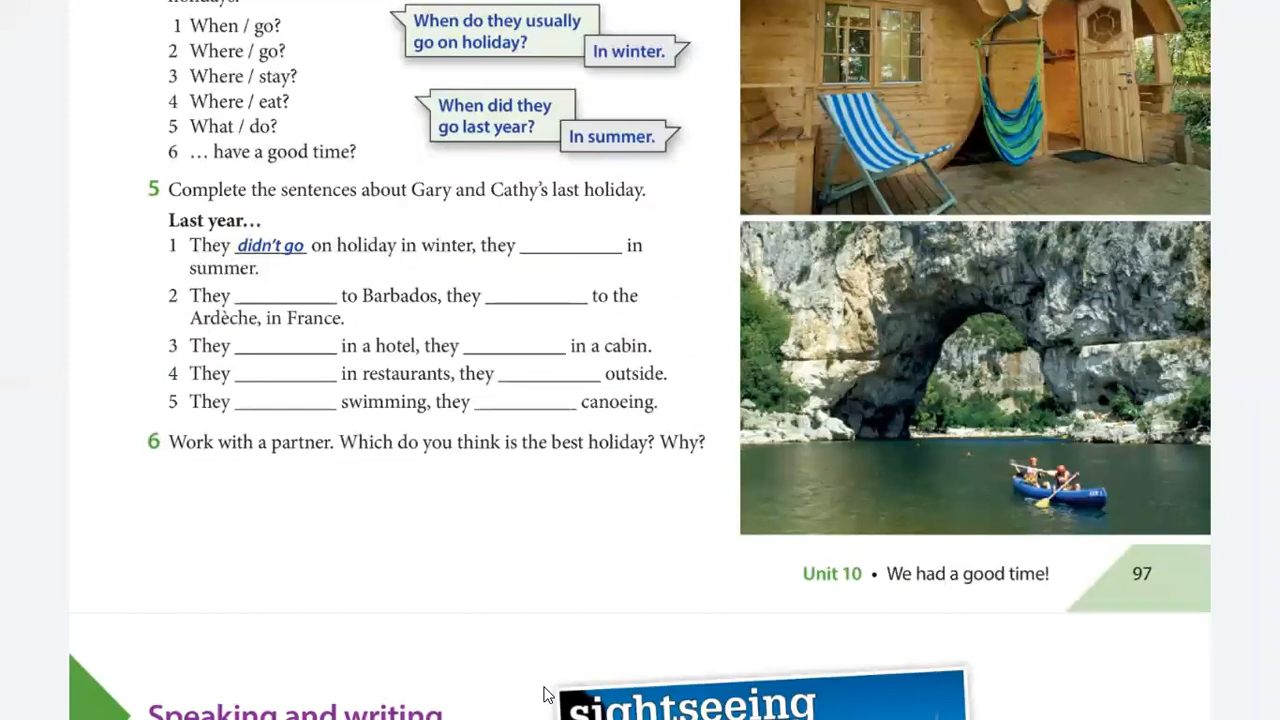 holidays.
1 When / go?
2 Where / go?
3 Where / stay?
4 Where / eat?
5 What / do?
6 … have a good time?
When do they usually
go on holiday?
In winter.
When did they
go last year?
In summer.
5 Complete the sentences about Gary and Cathy's last holiday.
Last year…
1 They didn't go on holiday in winter, they ___________ in
summer.
2 They ___________ to Barbados, they ___________ to the
Ardèche, in France.
3 They ___________ in a hotel, they ___________ in a cabin.
4 They ___________ in restaurants, they ___________ outside.
5 They ___________ swimming, they ___________ canoeing.
6 Work with a partner. Which do you think is the best holiday? Why?
Unit 10 • We had a good time!
97
Speaking and writing
sightseeing